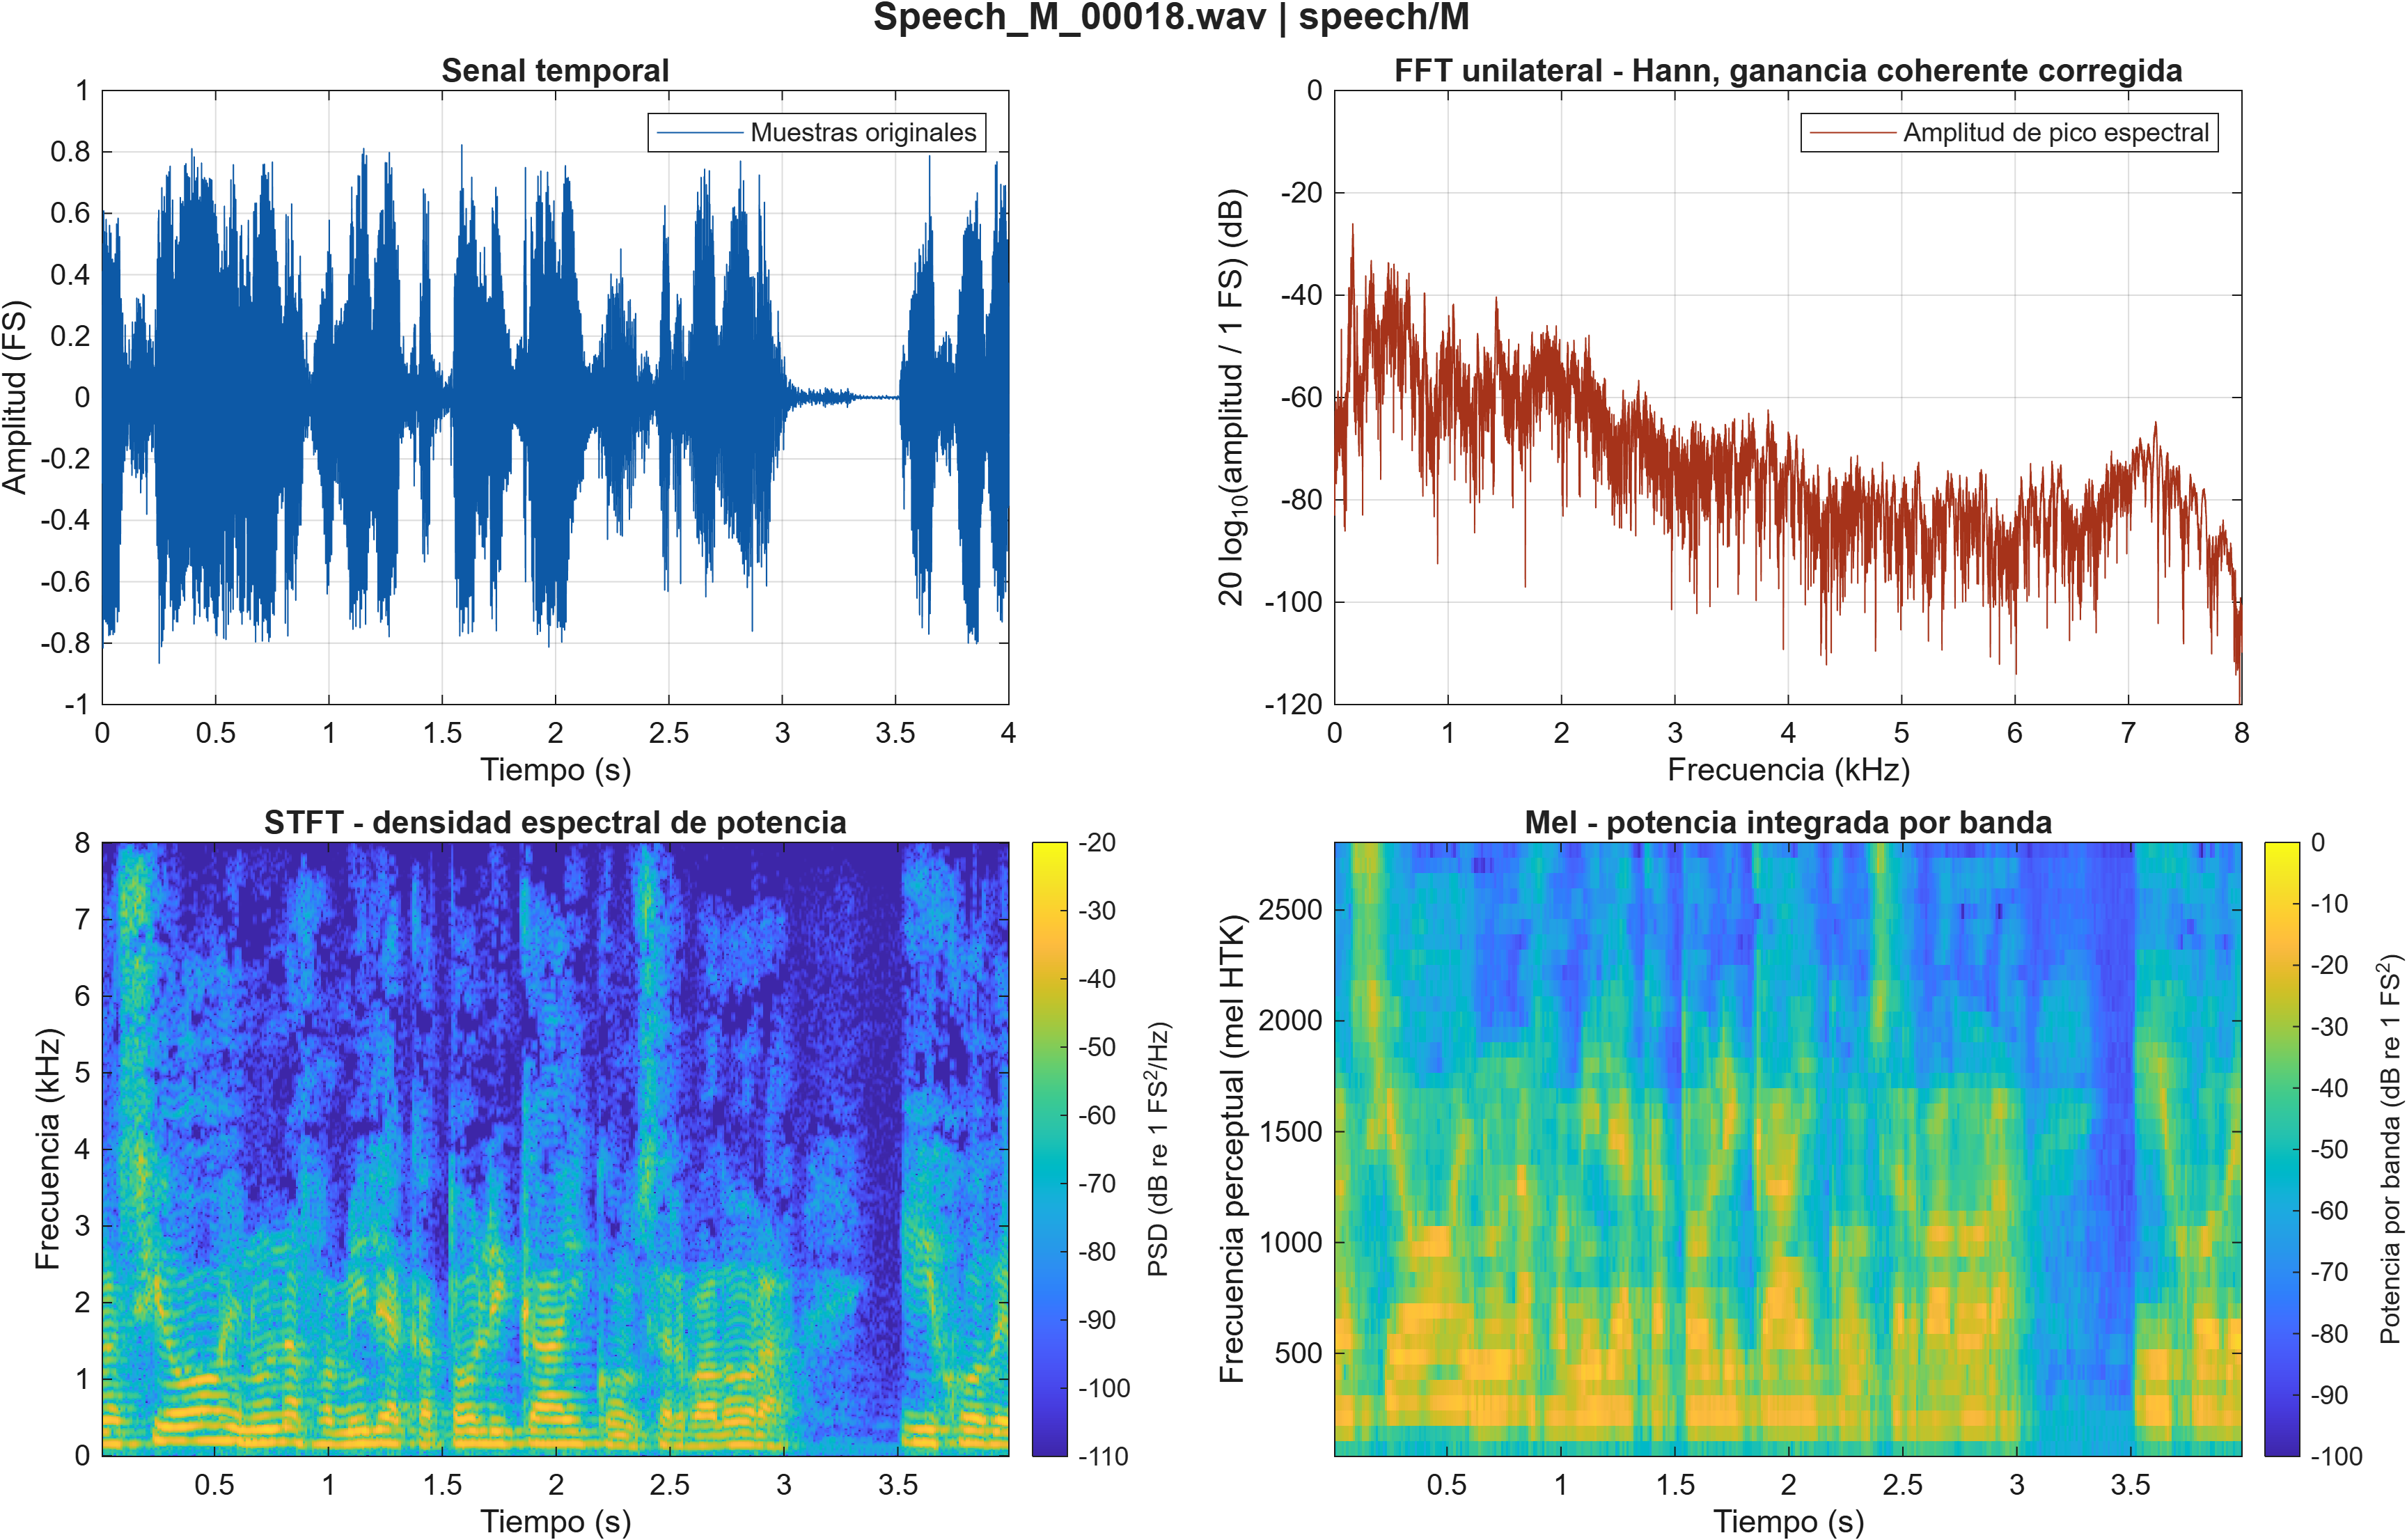 Speech_M_00018.wav | speech/M
Senal temporal
1
0.8
0.6
0.4
0.2
0
-0.2
-0.4
-0.6
-0.8
-1
Amplitud (FS)
Muestras originales
0 0.5 1 1.5 2 2.5 3 3.5 4
Tiempo (s)
FFT unilateral - Hann, ganancia coherente corregida
0
-20
-40
-60
-80
-100
-120
20 log10(amplitud / 1 FS) (dB)
Amplitud de pico espectral
0 1 2 3 4 5 6 7 8
Frecuencia (kHz)
STFT - densidad espectral de potencia
8
7
6
5
4
3
2
1
0
Frecuencia (kHz)
0.5 1 1.5 2 2.5 3 3.5
Tiempo (s)
-20
-30
-40
-50
-60
-70
-80
-90
-100
-110
PSD (dB re 1 FS²/Hz)
Mel - potencia integrada por banda
2500
2000
1500
1000
500
Frecuencia perceptual (mel HTK)
0.5 1 1.5 2 2.5 3 3.5
Tiempo (s)
0
-10
-20
-30
-40
-50
-60
-70
-80
-90
-100
Potencia por banda (dB re 1 FS²)